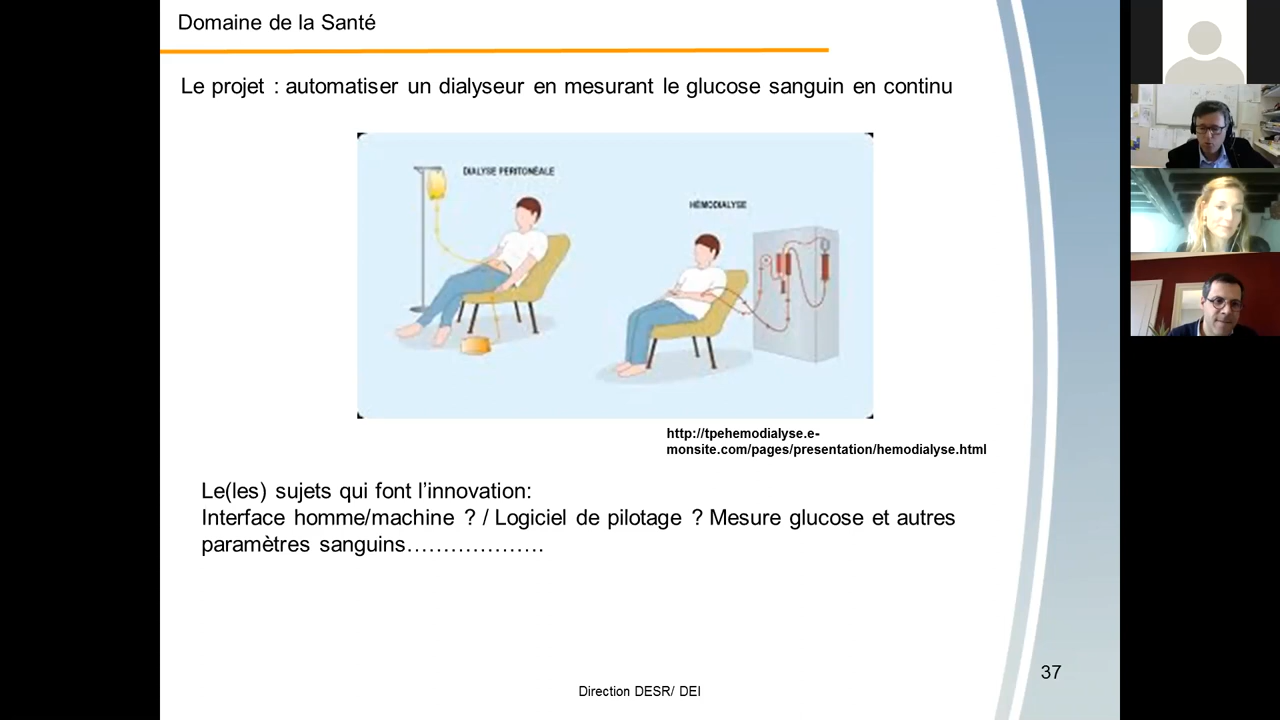 Domaine de la Santé
Le projet : automatiser un dialyseur en mesurant le glucose sanguin en continu
DIALYSE PERITONÉALE
HÉMODIALYSE
http://tpehemodialyse.e-
monsite.com/pages/presentation/hemodialyse.html
Le(les) sujets qui font l’innovation:
Interface homme/machine ? / Logiciel de pilotage ? Mesure glucose et autres
paramètres sanguins...................
37
Direction DESR/ DEI